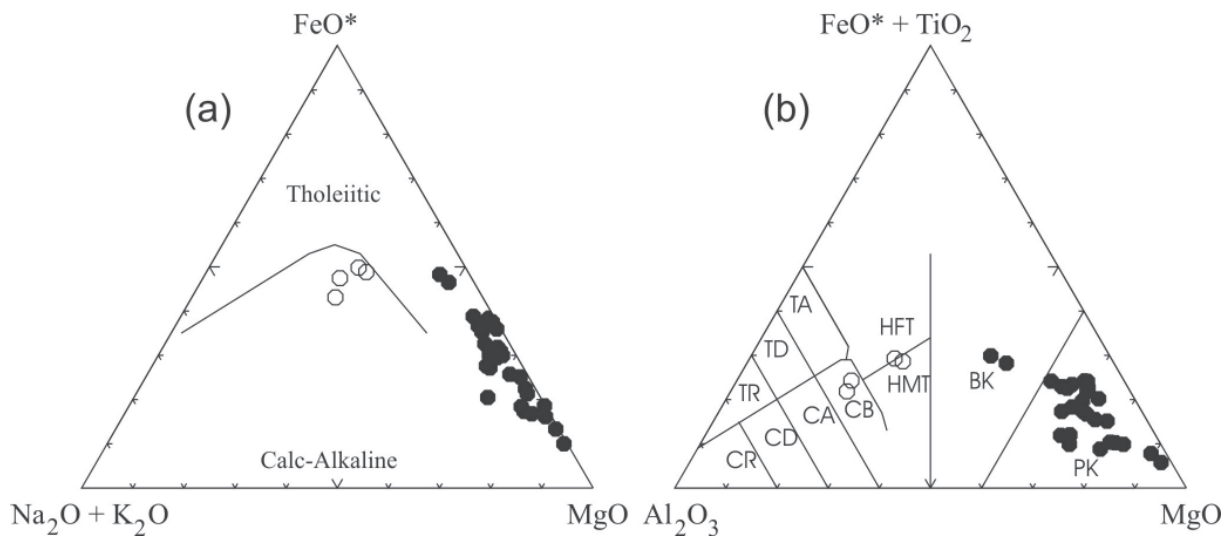 FeO*
(a)
Tholeiitic
Calc-Alkaline
Na₂O + K₂O
MgO
FeO* + TiO₂
(b)
TA
TD
HFT
TR
HMT
BK
CA
CB
CD
CR
PK
Al₂O₃
MgO